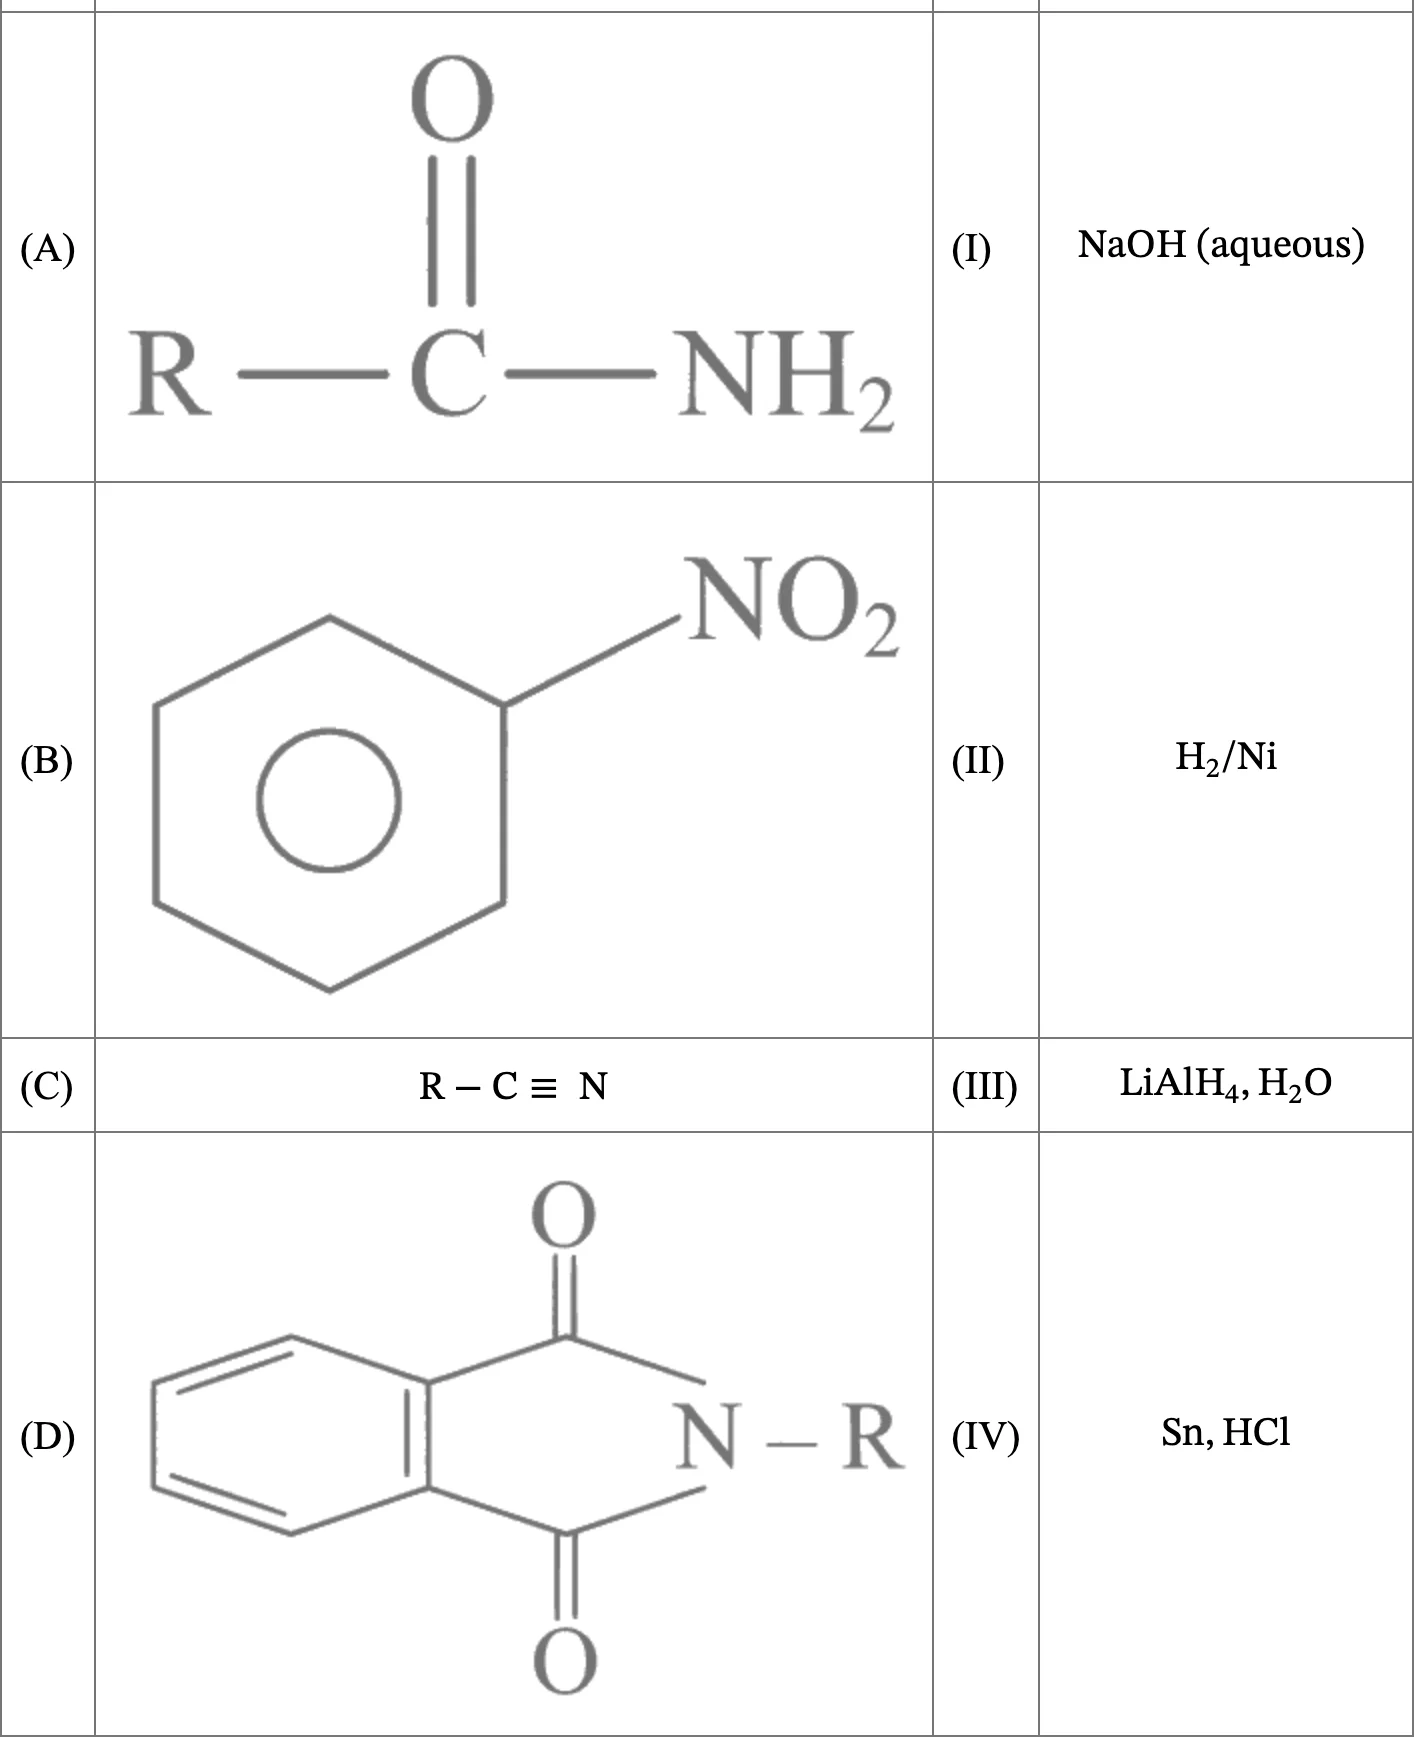 (A)
O
R — C — NH₂
(I)
NaOH (aqueous)
(B)
NO₂
(II)
H₂/Ni
(C)
R – C ≡ N
(III)
LiAlH₄, H₂O
(D)
O
N – R
O
(IV)
Sn, HCl